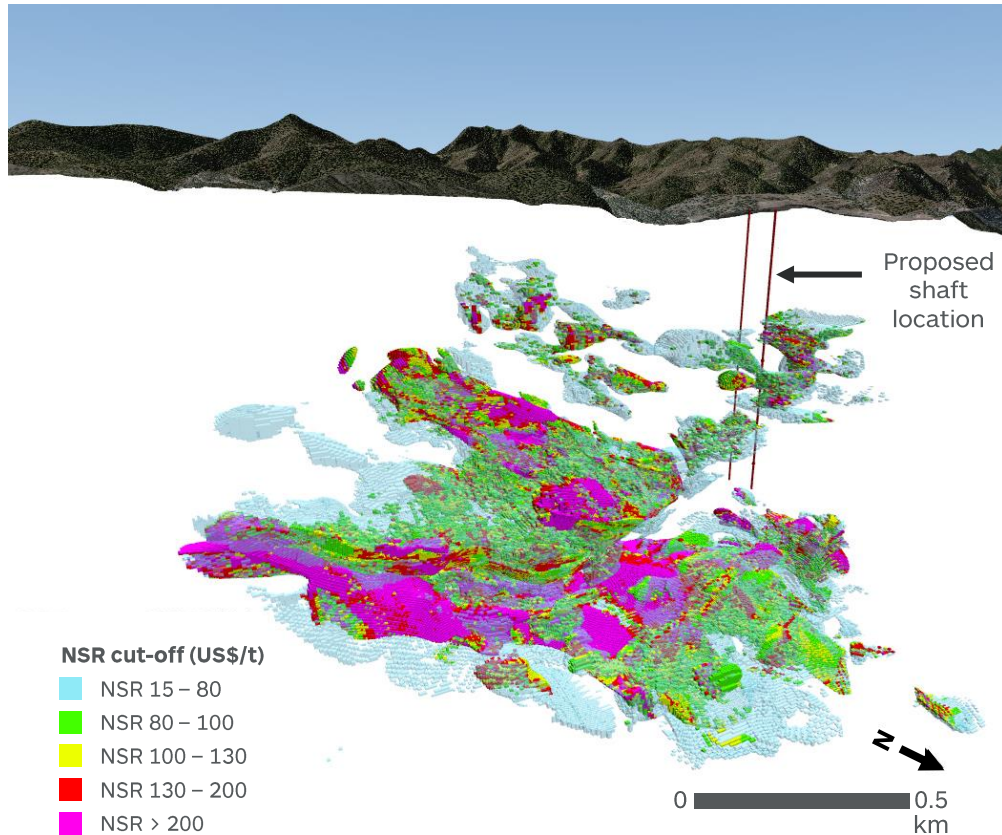 Proposed
shaft
location
NSR cut-off (US$/t)
NSR 15 – 80
NSR 80 – 100
NSR 100 – 130
NSR 130 – 200
NSR > 200
N
0 0.5
km